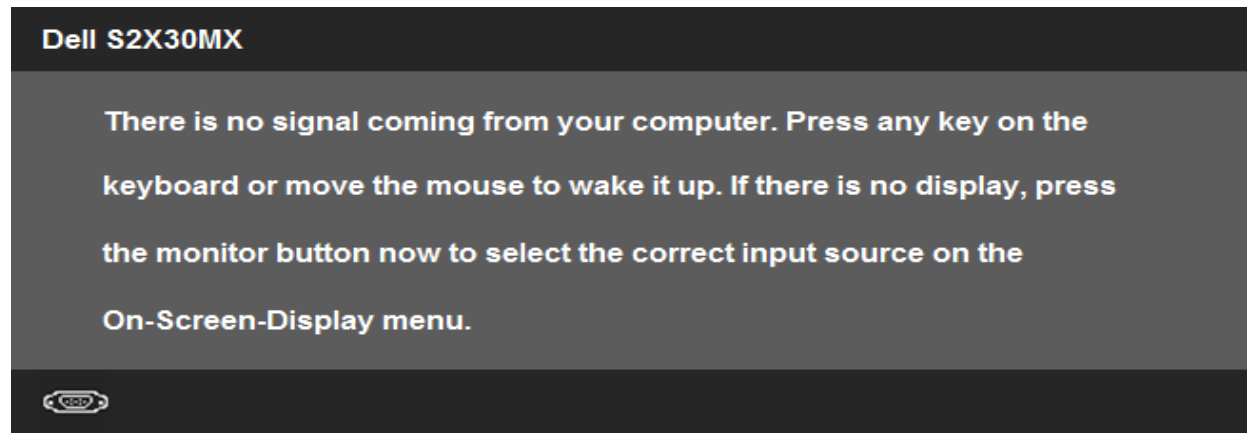 Dell S2X30MX
There is no signal coming from your computer. Press any key on the
keyboard or move the mouse to wake it up. If there is no display, press
the monitor button now to select the correct input source on the
On-Screen-Display menu.